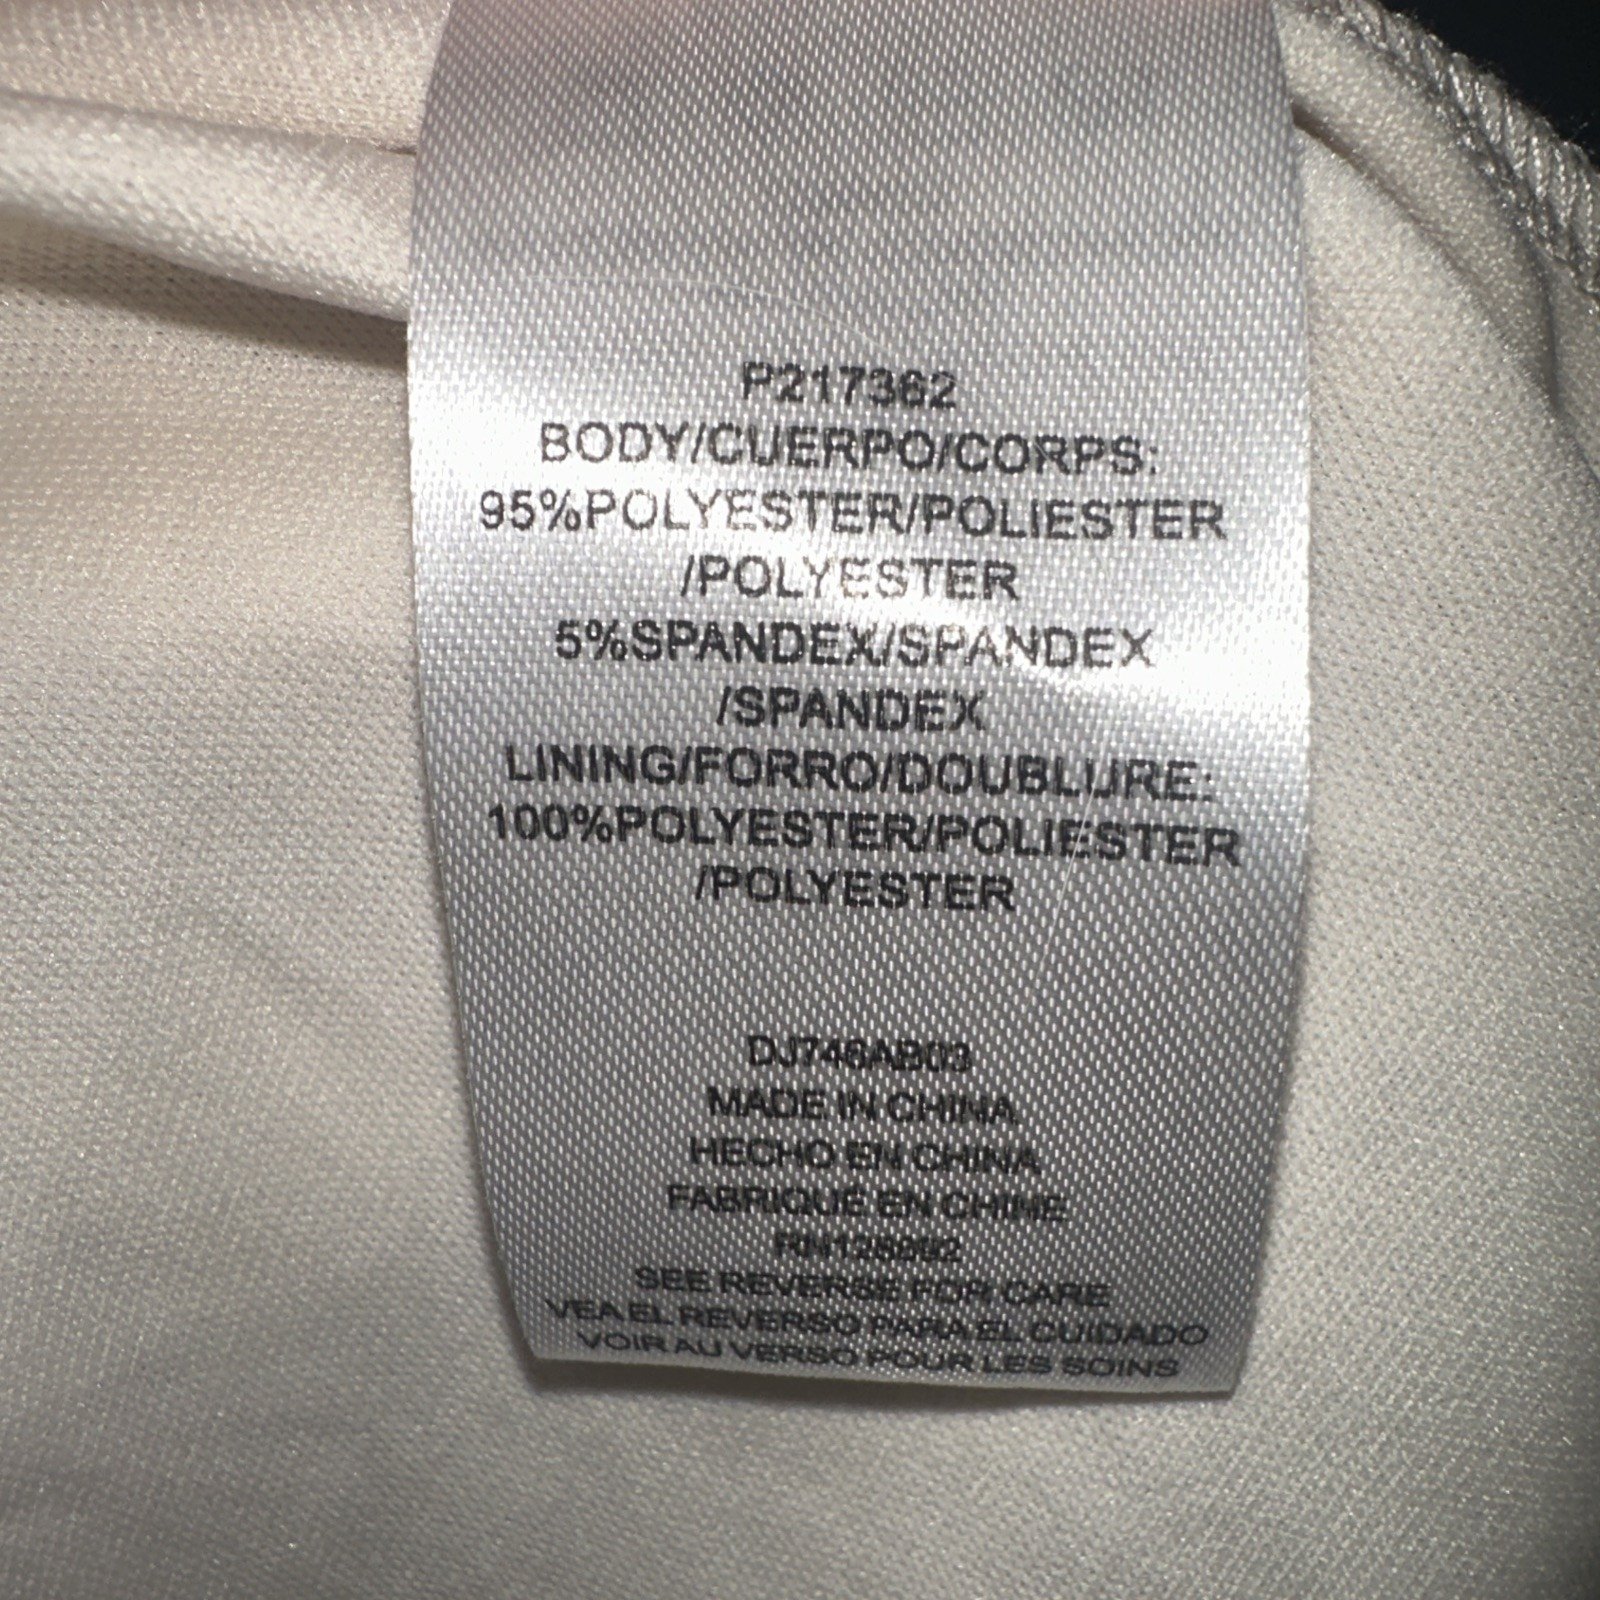 P217362
BODY/CUERPO/CORPS:
95%POLYESTER/POLIESTER
/POLYESTER
5%SPANDEX/SPANDEX
/SPANDEX
LINING/FORRO/DOUBLURE:
100%POLYESTER/POLIESTER
/POLYESTER
DJ746AB03
MADE IN CHINA
HECHO EN CHINA
FABRIQUÉ EN CHINE
SEE REVERSE FOR CARE
VEA EL REVERSO PARA EL CUIDADO
VOIR AU VERSO POUR LES SOINS